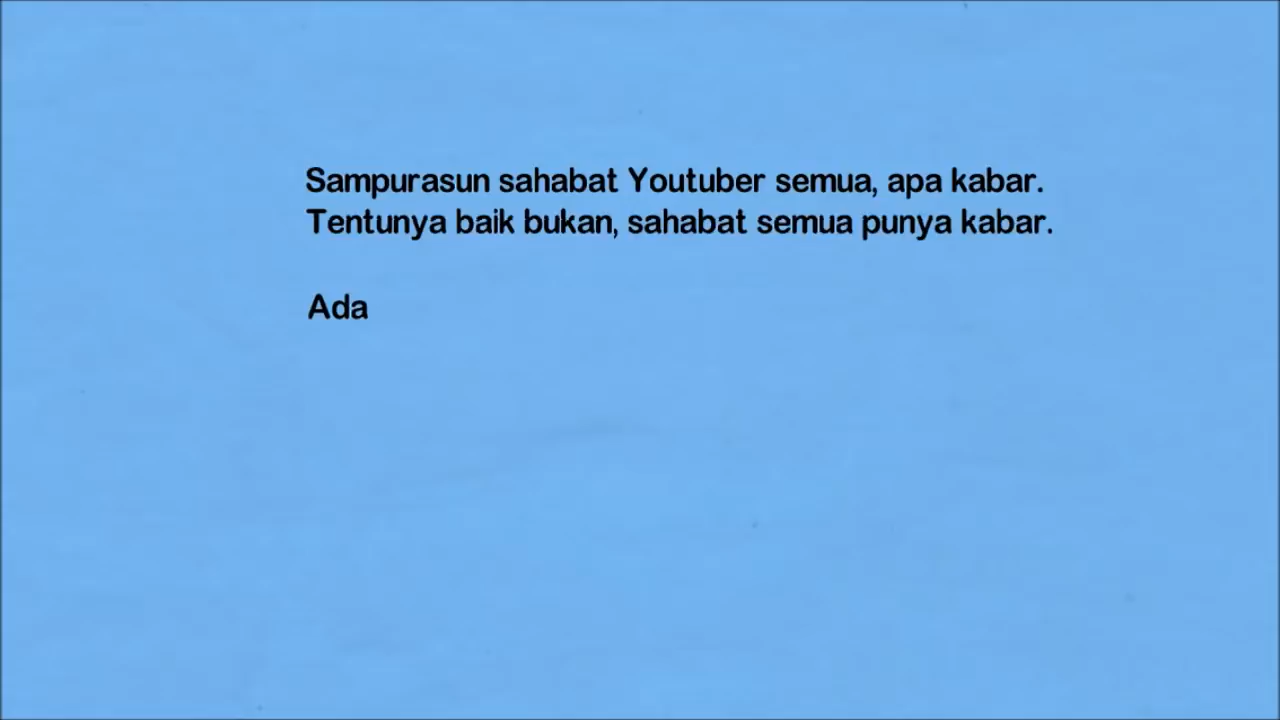 Sampurasun sahabat Youtuber semua, apa kabar.
Tentunya baik bukan, sahabat semua punya kabar.
Ada